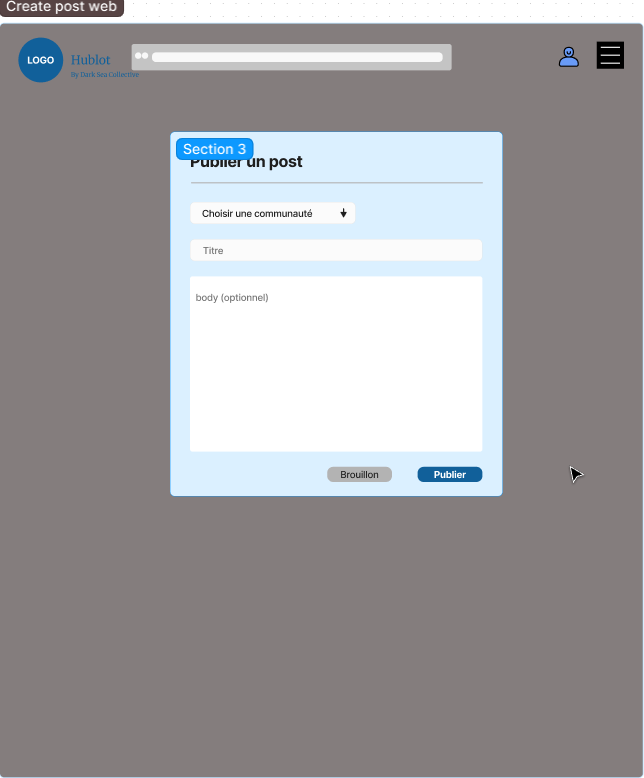 Create post web
LOGO
Hublot
By Dark Sea Collective
Section 3
Publier un post
Choisir une communauté
Titre
body (optionnel)
Brouillon
Publier